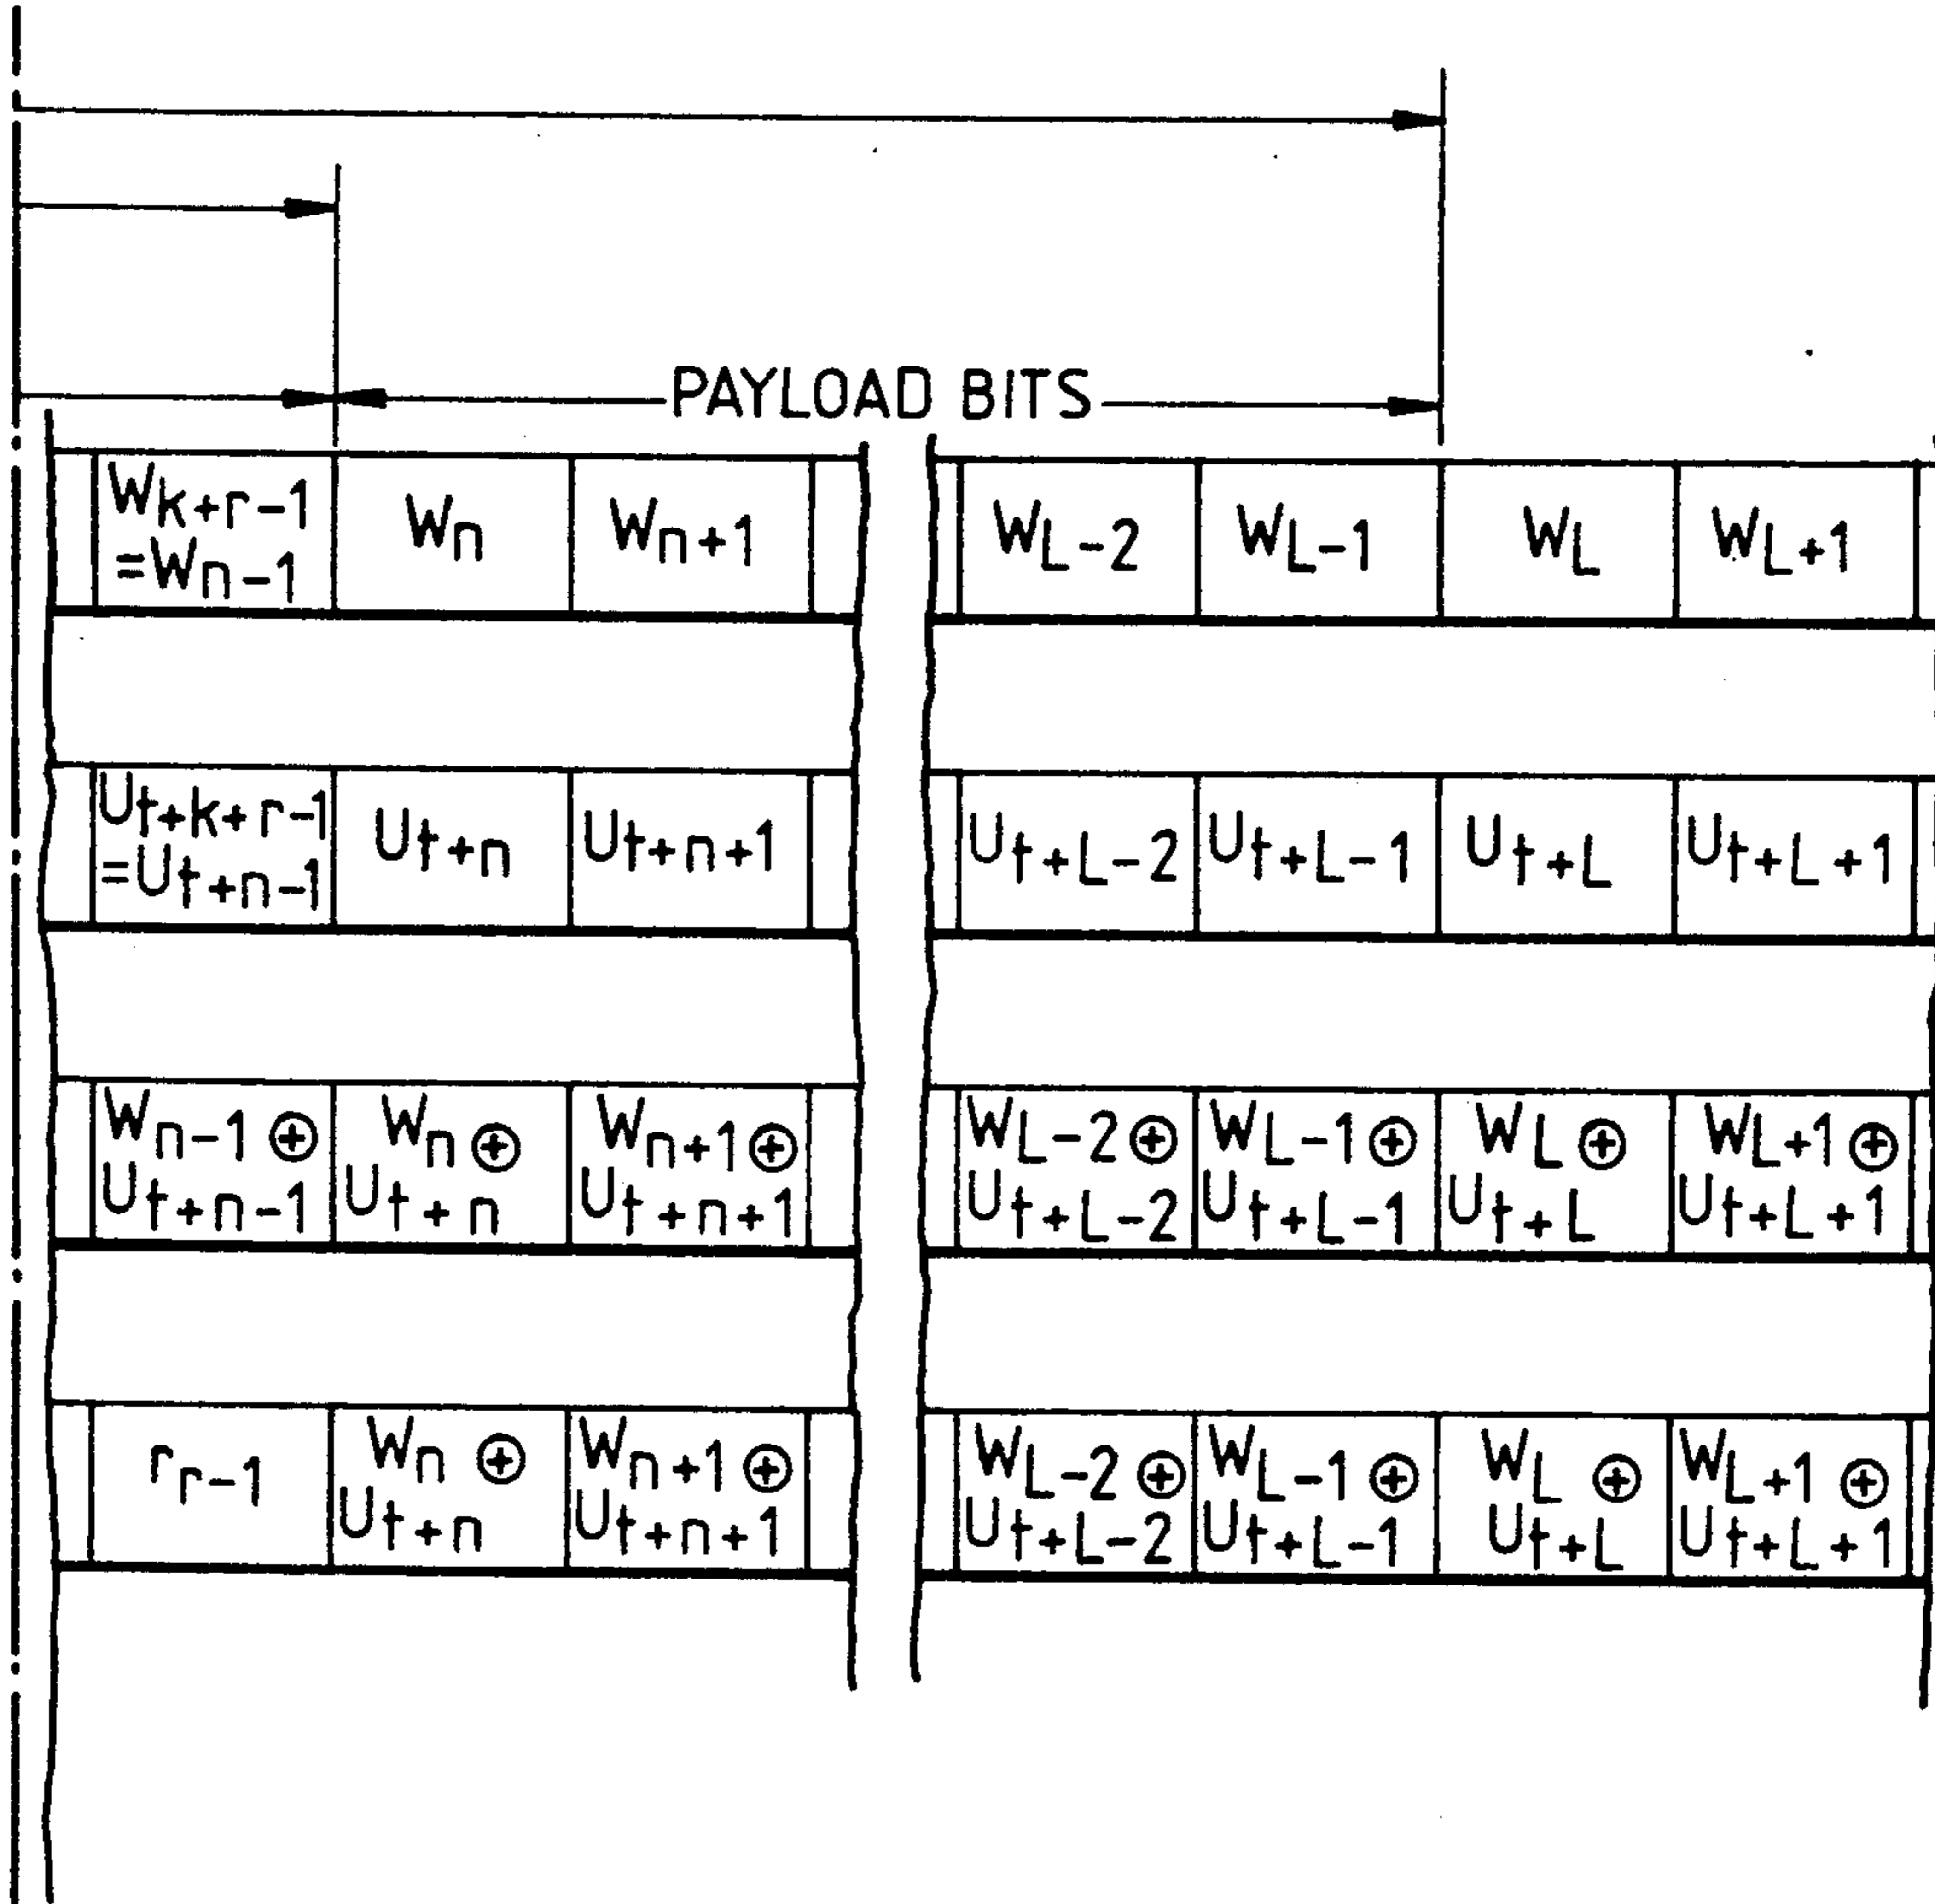 PAYLOAD BITS
Wk+r-1 Wn Wn+1 WL-2 WL-1 WL WL+1
=Wn-1
Ut+k+r-1 Ut+n Ut+n+1 Ut+L-2 Ut+L-1 Ut+L Ut+L+1
=Ut+n-1
Wn-1 ⊕ Wn ⊕ Wn+1 ⊕ WL-2 ⊕ WL-1 ⊕ WL ⊕ WL+1 ⊕
Ut+n-1 Ut+n Ut+n+1 Ut+L-2 Ut+L-1 Ut+L Ut+L+1
rr-1 Wn ⊕ Wn+1 ⊕ WL-2 ⊕ WL-1 ⊕ WL ⊕ WL+1 ⊕
Ut+n Ut+n+1 Ut+L-2 Ut+L-1 Ut+L Ut+L+1